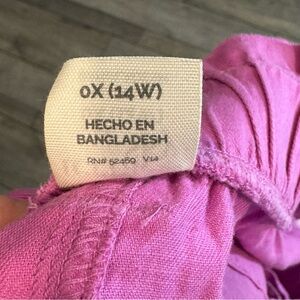 0X (14W)
HECHO EN
BANGLADESH
RN# 52469 V14